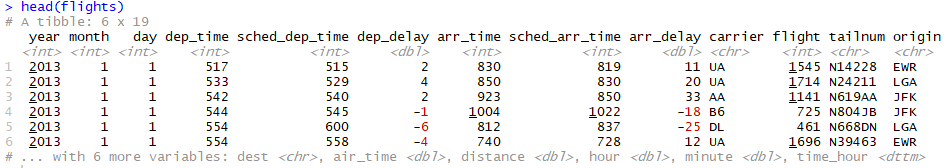 > head(flights)
# A tibble: 6 x 19
year month day dep_time sched_dep_time dep_delay arr_time sched_arr_time arr_delay carrier flight tailnum origin
<int> <int> <int> <int> <int> <dbl> <int> <int> <dbl> <chr> <int> <chr> <chr>
1 2013 1 1 517 515 2 830 819 11 UA 1545 N14228 EWR
2 2013 1 1 533 529 4 850 830 20 UA 1714 N24211 LGA
3 2013 1 1 542 540 2 923 850 33 AA 1141 N619AA JFK
4 2013 1 1 544 545 -1 1004 1022 -18 B6 725 N804JB JFK
5 2013 1 1 554 600 -6 812 837 -25 DL 461 N668DN LGA
6 2013 1 1 554 558 -4 740 728 12 UA 1696 N39463 EWR
# ... with 6 more variables: dest <chr>, air_time <dbl>, distance <dbl>, hour <dbl>, minute <dbl>, time_hour <dttm>